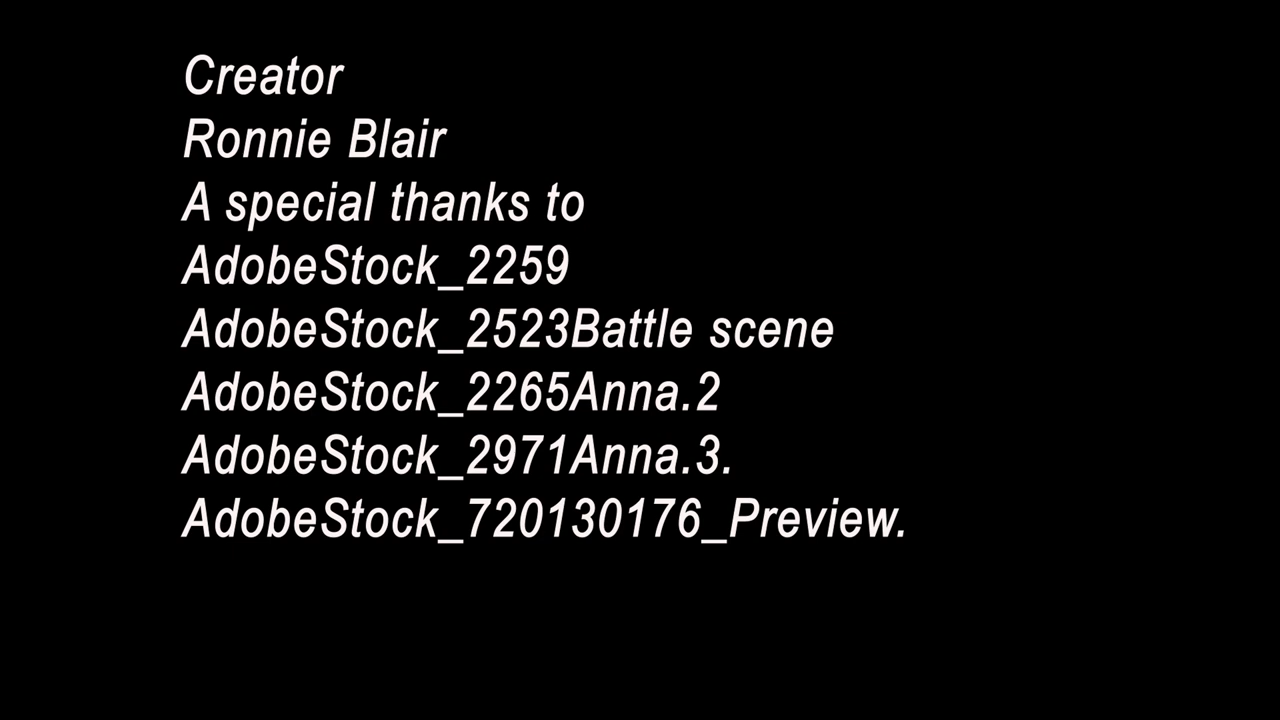 Creator
Ronnie Blair
A special thanks to
AdobeStock_2259
AdobeStock_2523Battle scene
AdobeStock_2265Anna.2
AdobeStock_2971Anna.3.
AdobeStock_720130176_Preview.